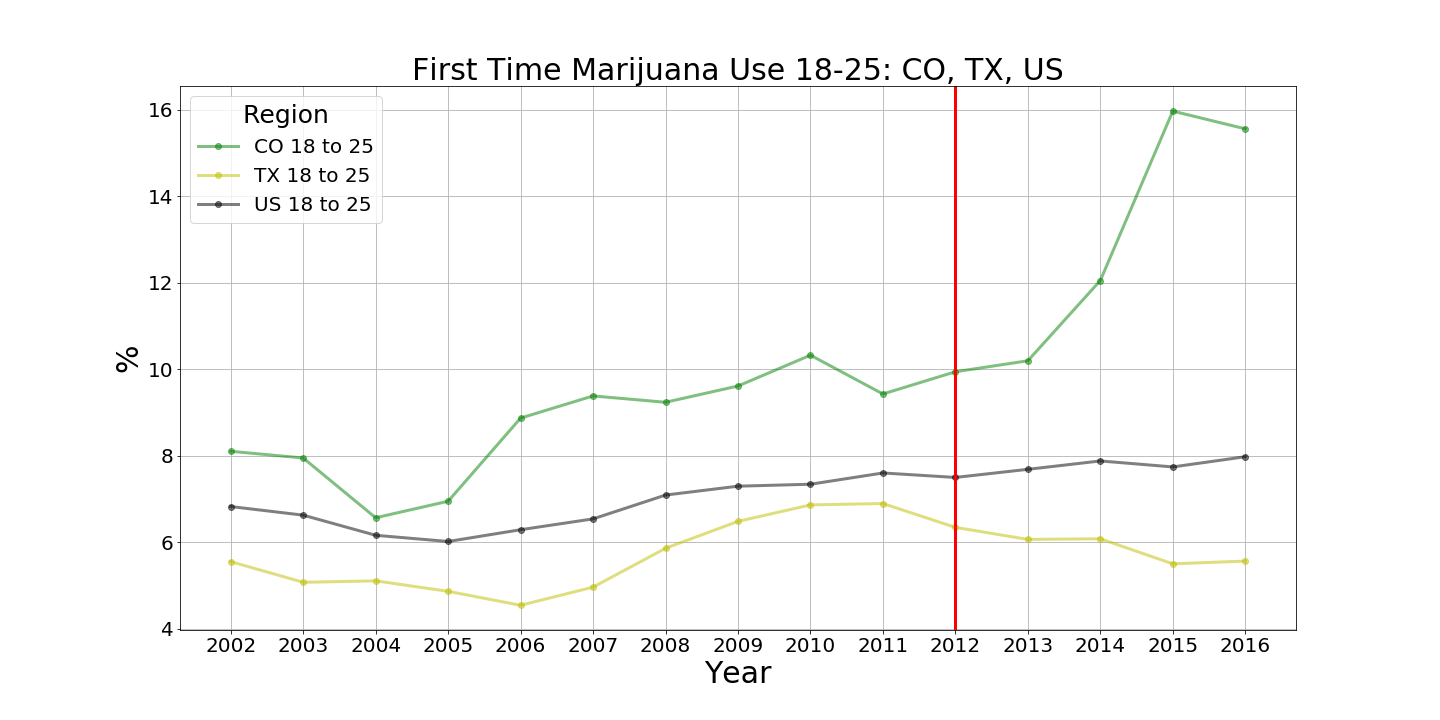 First Time Marijuana Use 18-25: CO, TX, US
Region
CO 18 to 25
TX 18 to 25
US 18 to 25
16
14
12
10
8
6
4
%
2002 2003 2004 2005 2006 2007 2008 2009 2010 2011 2012 2013 2014 2015 2016
Year